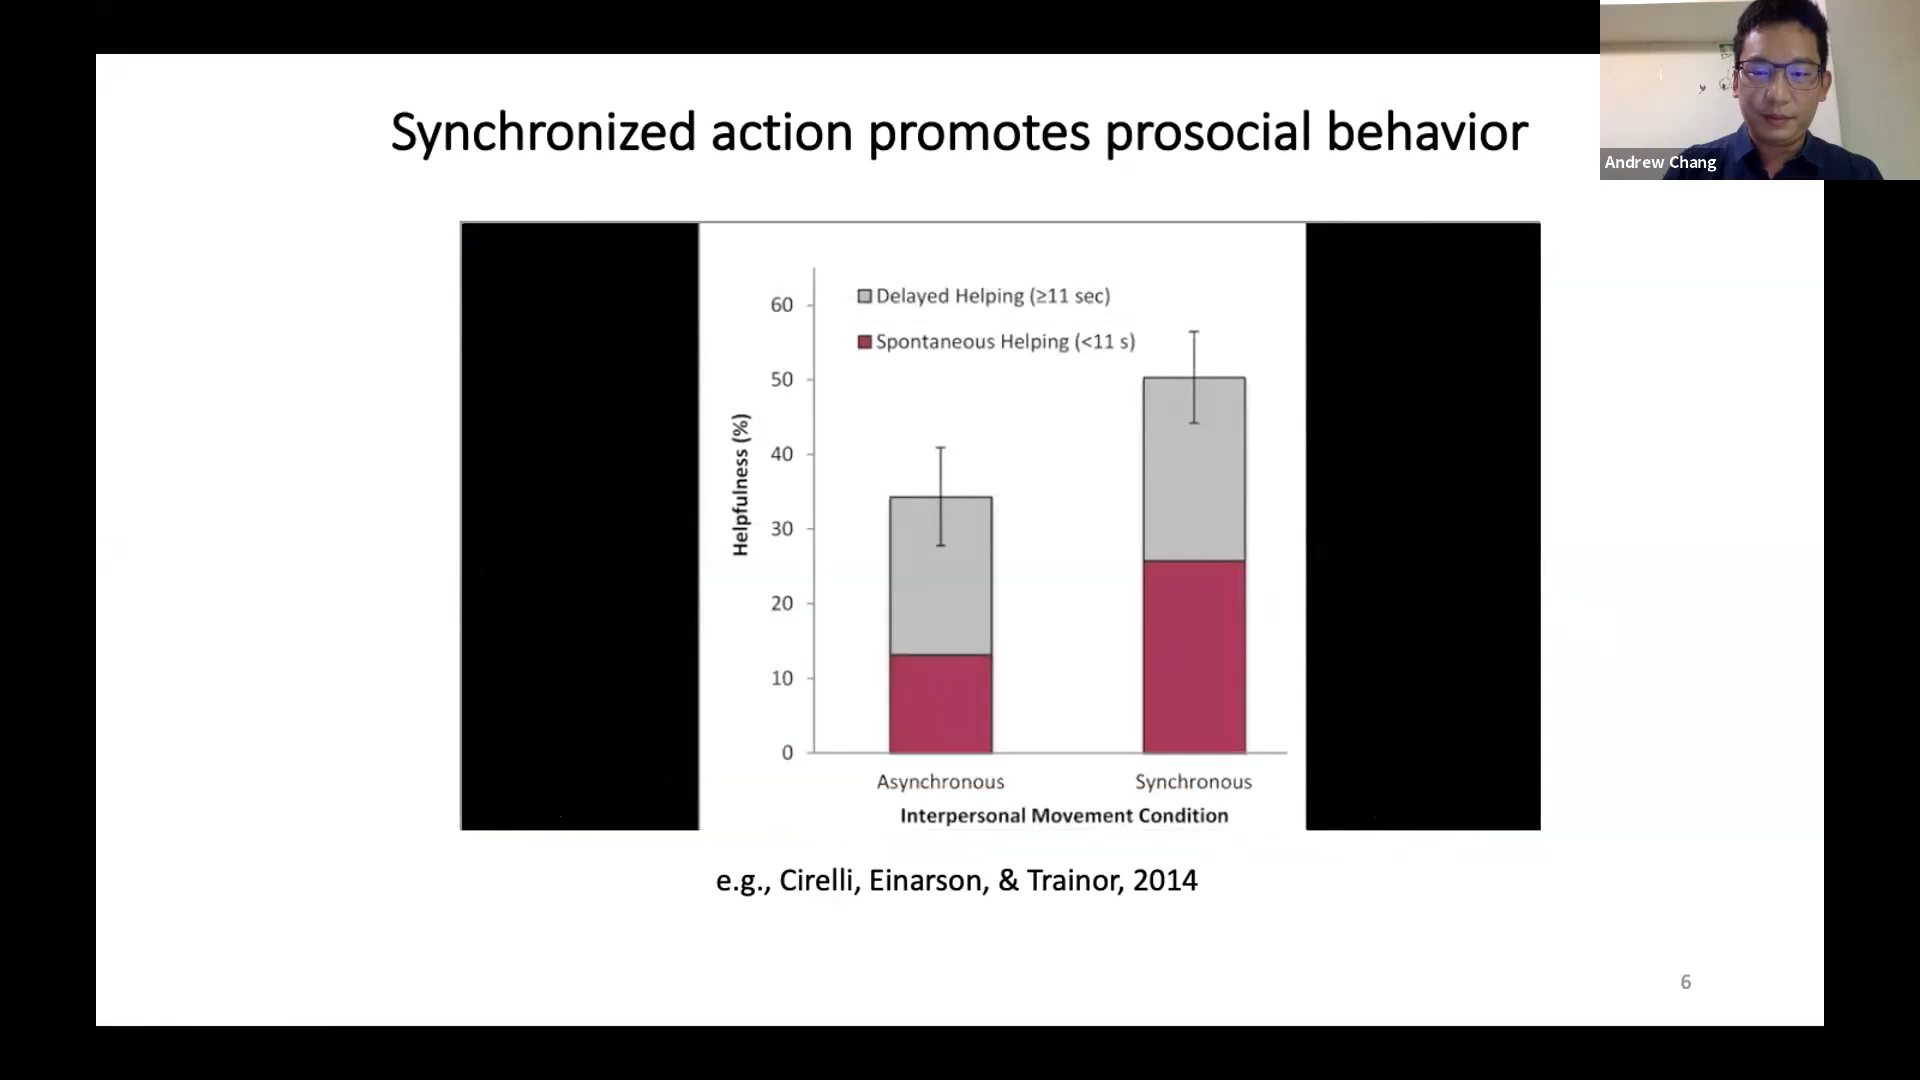 Synchronized action promotes prosocial behavior
Andrew Chang
Delayed Helping (≥11 sec)
Spontaneous Helping (<11 s)
Helpfulness (%)
60
50
40
30
20
10
0
Asynchronous
Synchronous
Interpersonal Movement Condition
e.g., Cirelli, Einarson, & Trainor, 2014
6